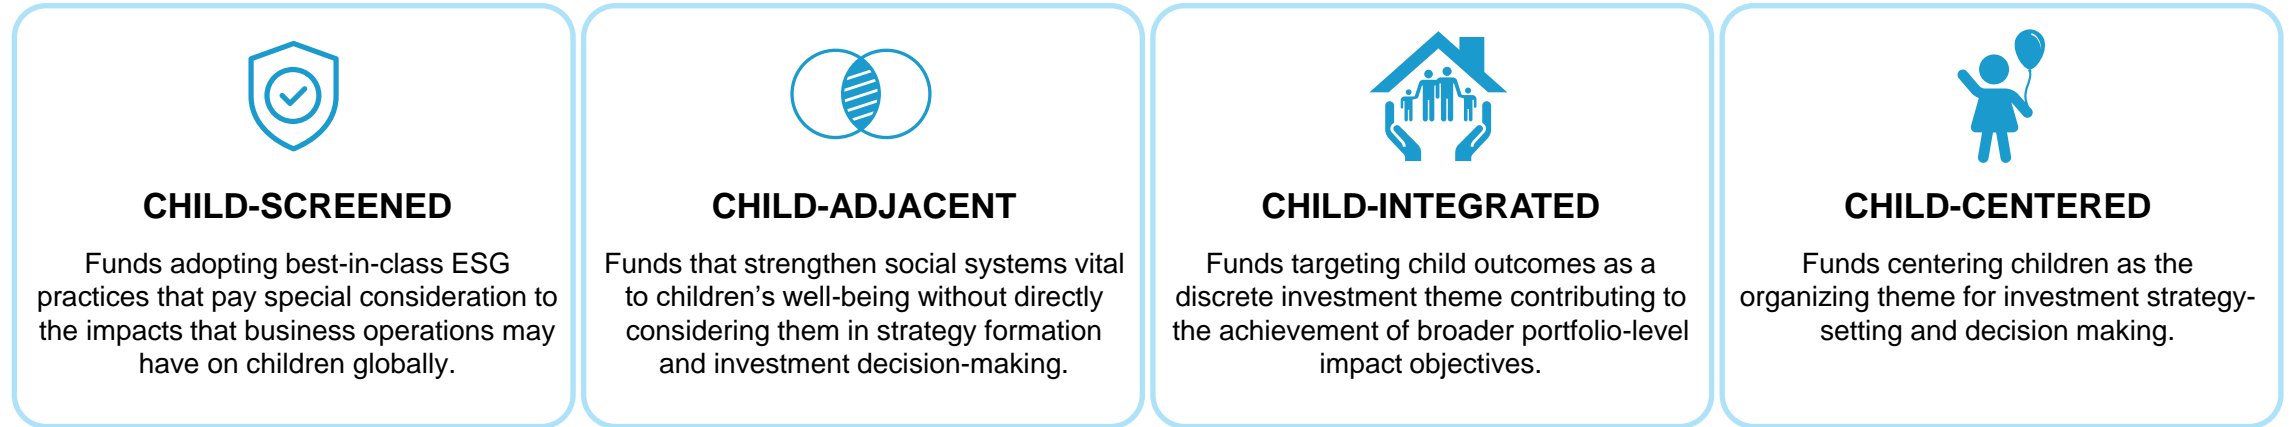 CHILD-SCREENED
Funds adopting best-in-class ESG
practices that pay special consideration to
the impacts that business operations may
have on children globally.
CHILD-ADJACENT
Funds that strengthen social systems vital
to children’s well-being without directly
considering them in strategy formation
and investment decision-making.
CHILD-INTEGRATED
Funds targeting child outcomes as a
discrete investment theme contributing to
the achievement of broader portfolio-level
impact objectives.
CHILD-CENTERED
Funds centering children as the
organizing theme for investment strategy-
setting and decision making.